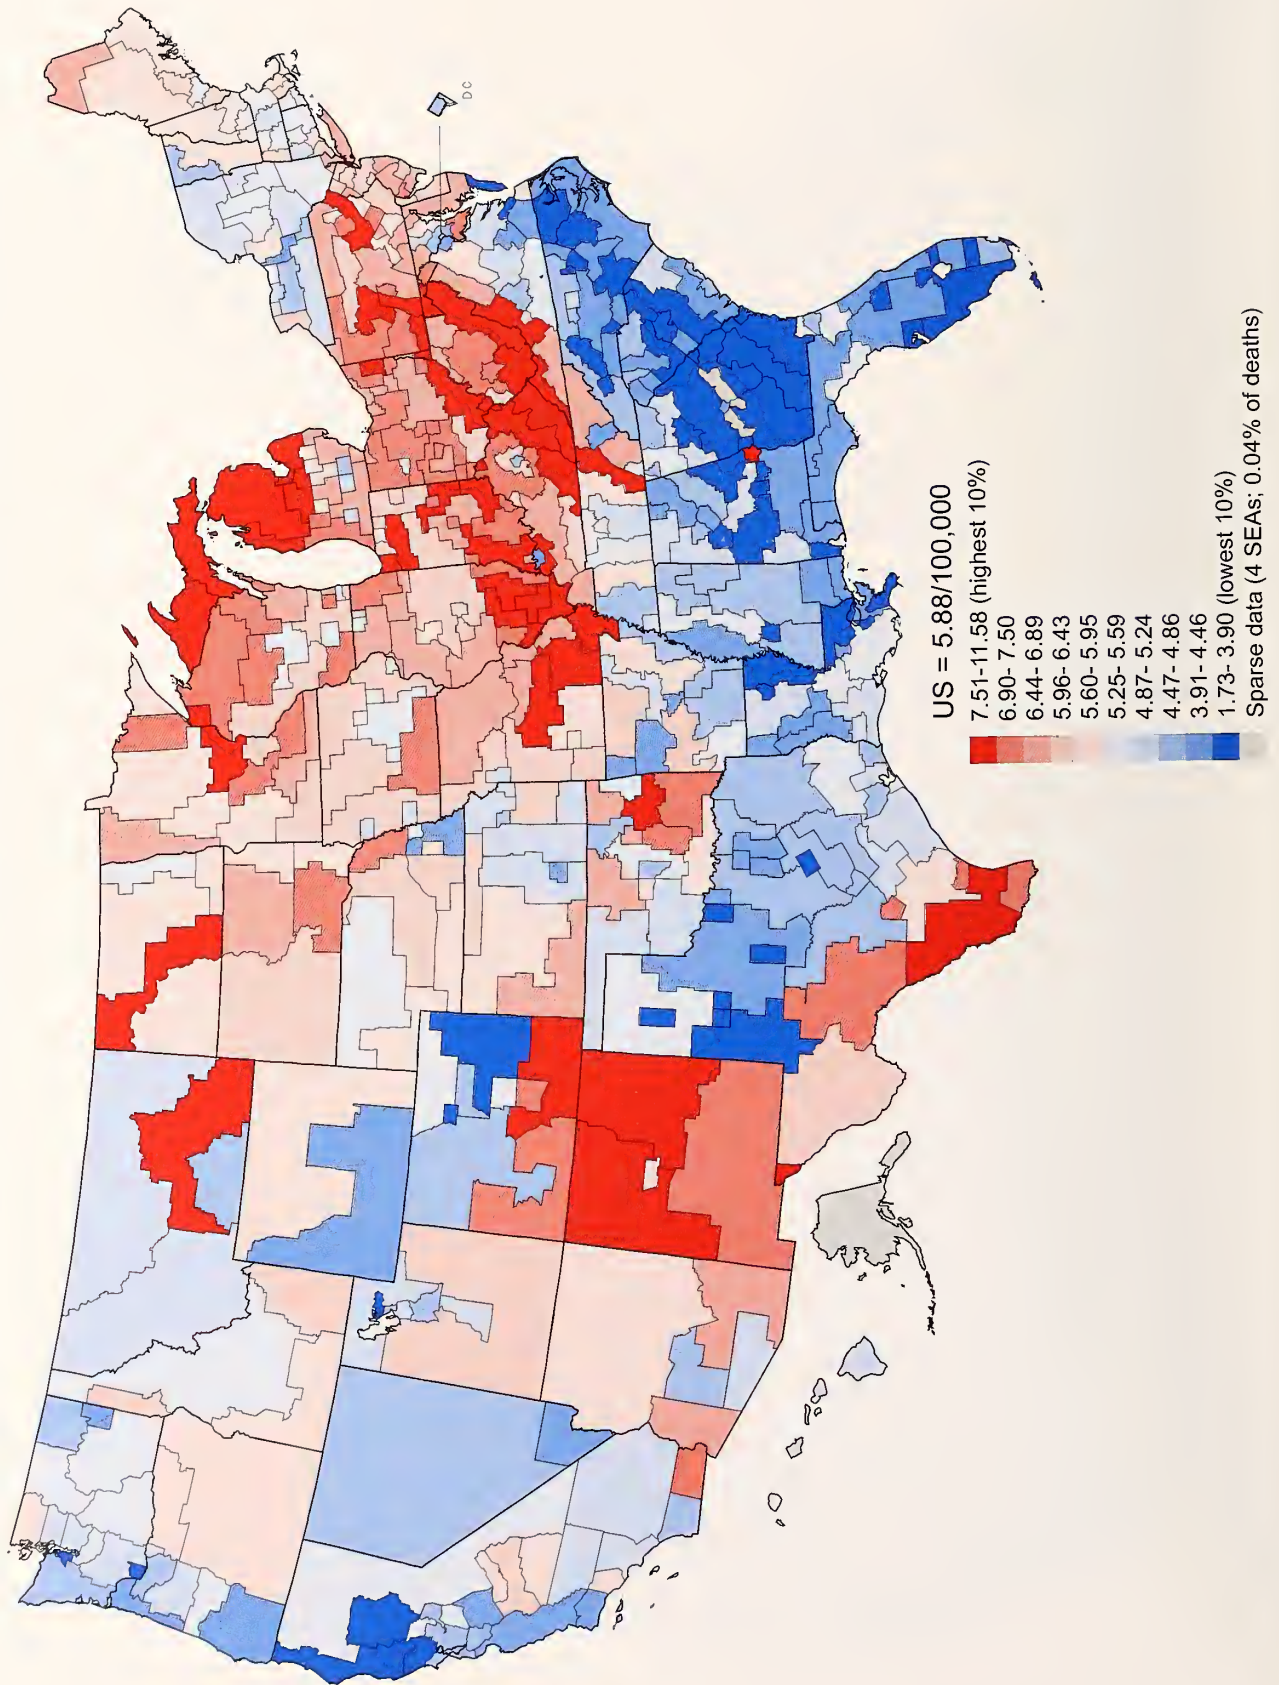 DC
US = 5.88/100,000
7.51-11.58 (highest 10%)
6.90- 7.50
6.44- 6.89
5.96- 6.43
5.60- 5.95
5.25- 5.59
4.87- 5.24
4.47- 4.86
3.91- 4.46
1.73- 3.90 (lowest 10%)
Sparse data (4 SEAs; 0.04% of deaths)